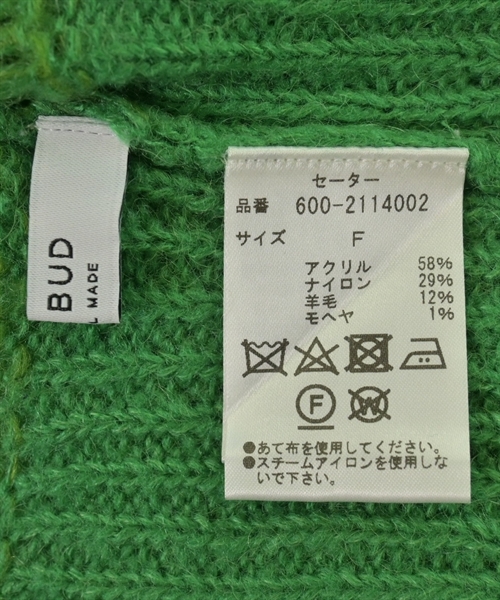 BUD
MADE
セーター
品番 600-2114002
サイズ F
アクリル 58%
ナイロン 29%
羊毛 12%
モヘヤ 1%
F W
●あて布を使用してください。
●スチームアイロンを使用しな
いで下さい。